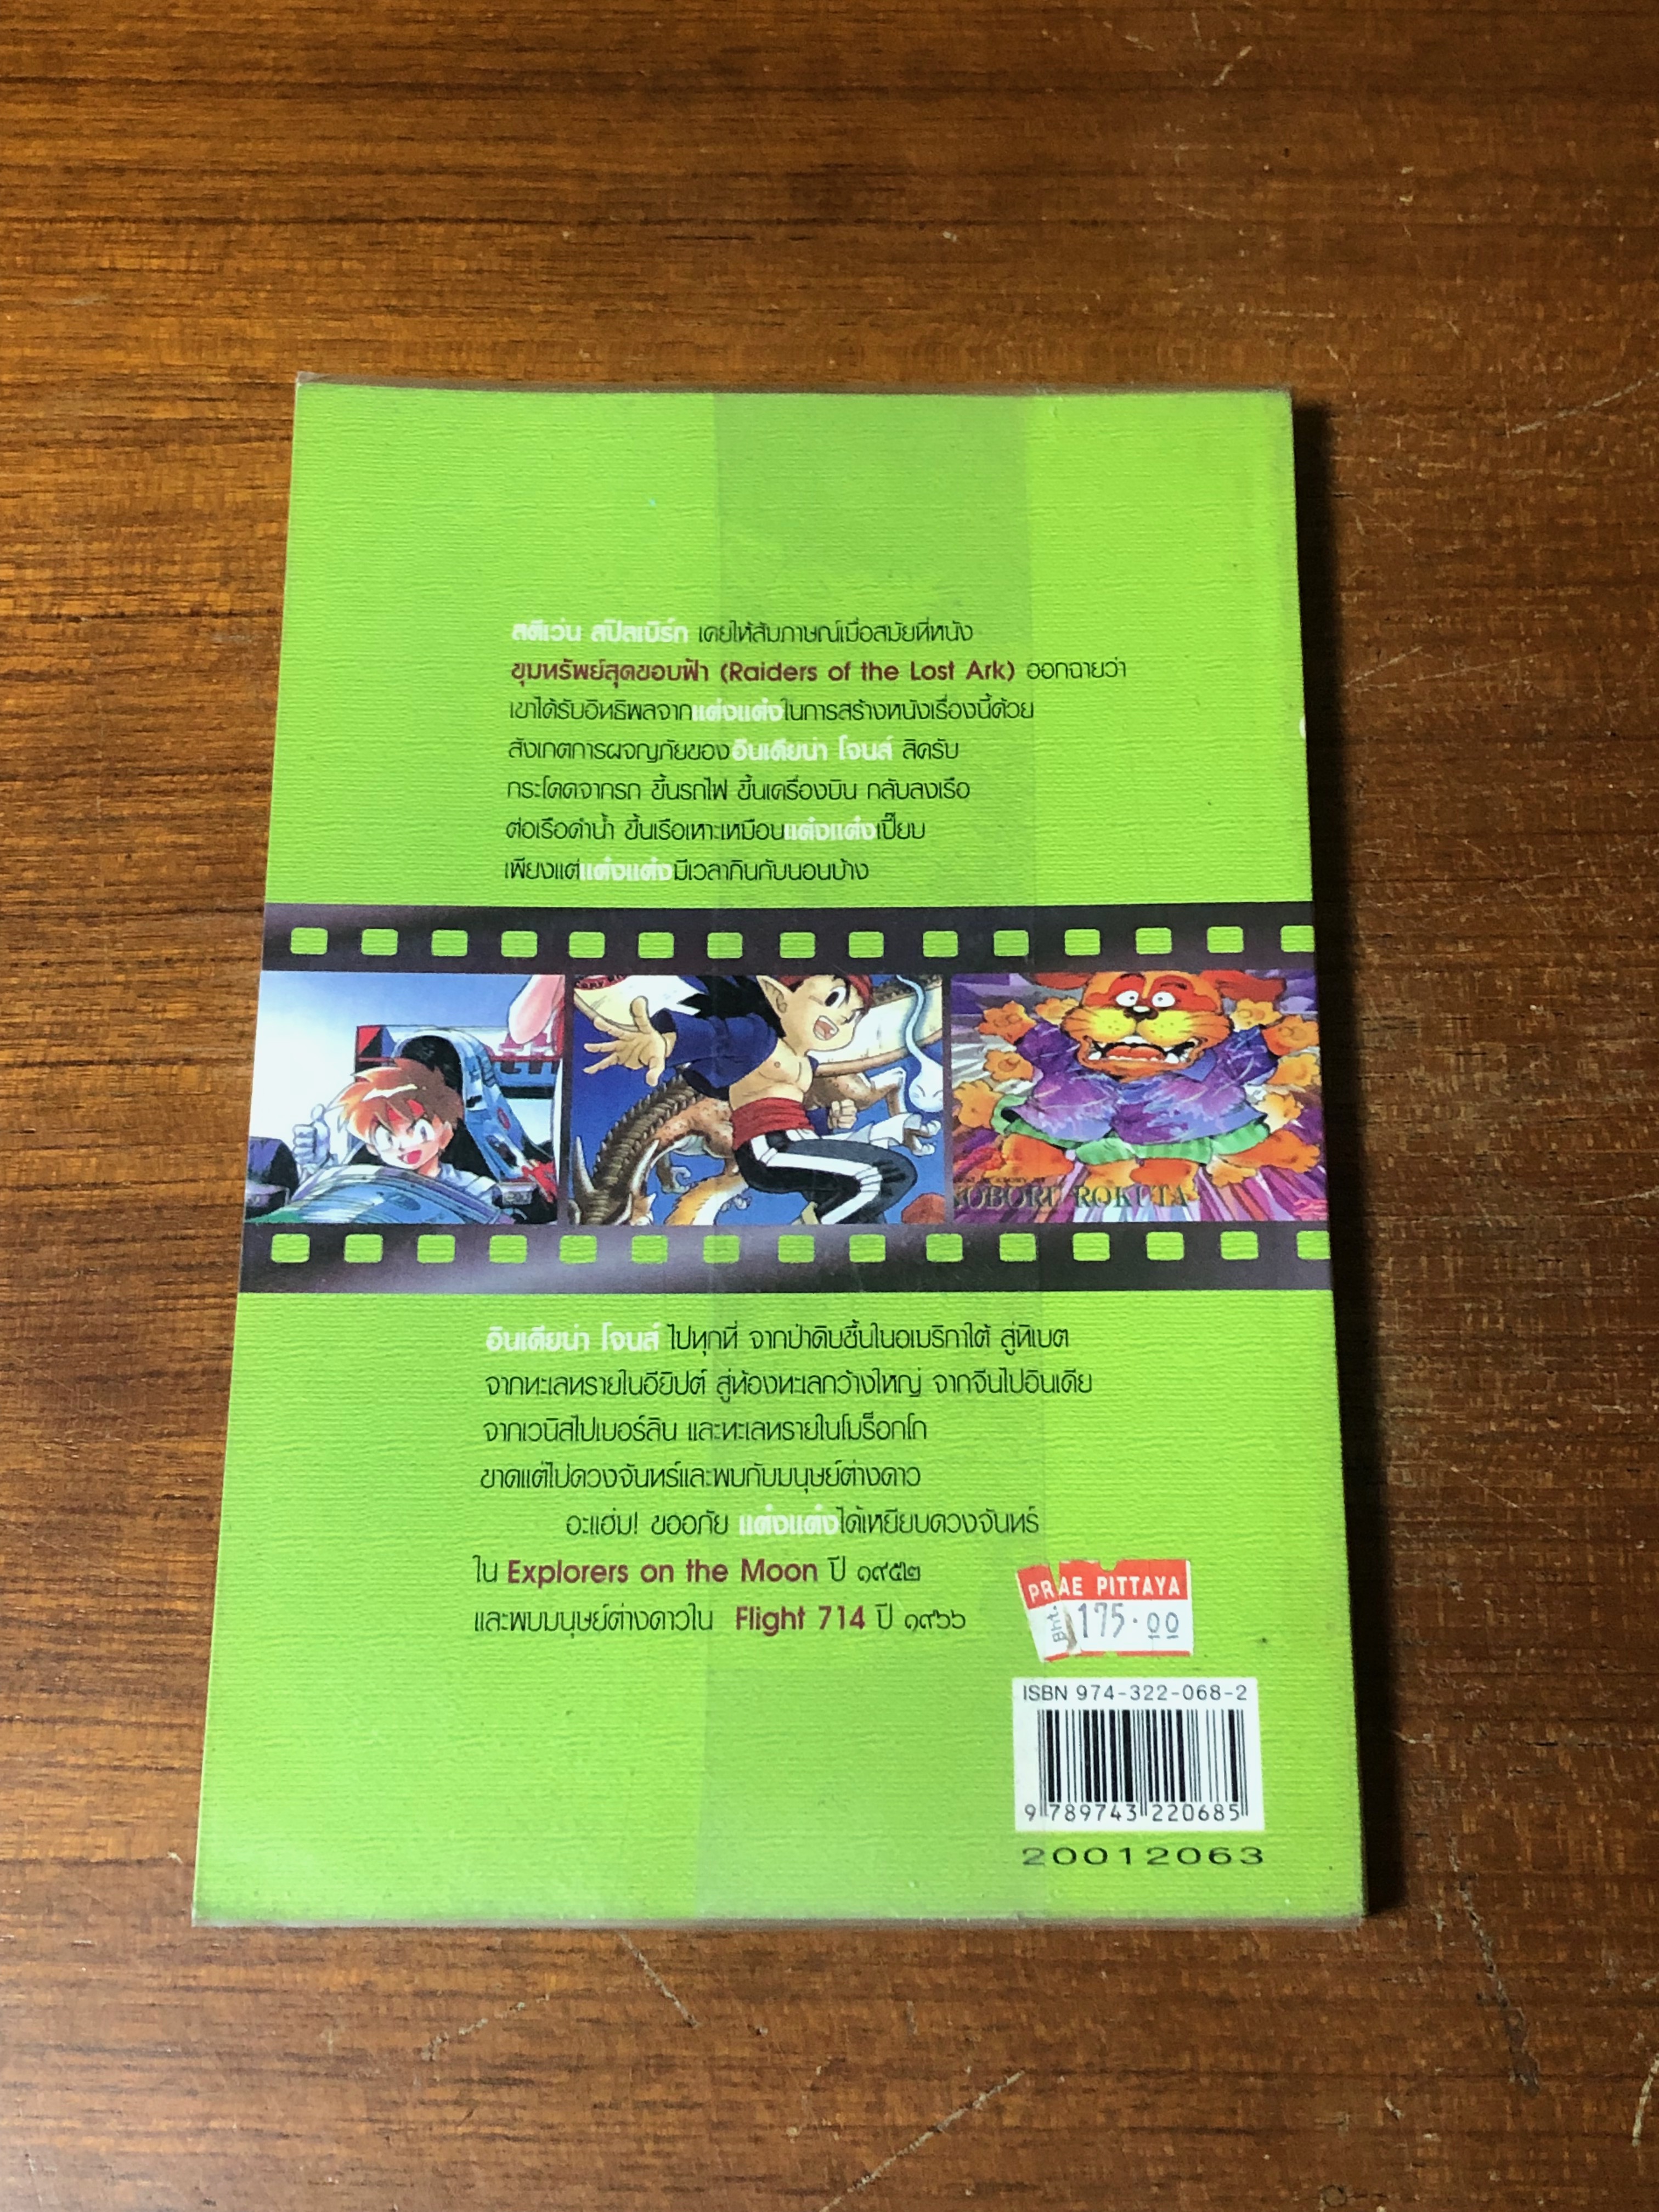 สตีเว่น สปีลเบิร์ก เคยให้สัมภาษณ์เมื่อสมัยที่หนัง
ขุมทรัพย์สุดขอบฟ้า (Raiders of the Lost Ark) ออกฉายว่า
เขาได้รับอิทธิพลจากแต๋งแต๋งในการสร้างหนังเรื่องนี้ด้วย
สังเกตการผจญภัยของอินเดียน่า โจนส์ สิครับ
กระโดดจากรถ ขึ้นรถไฟ ขึ้นเครื่องบิน กลับลงเรือ
ต่อเรือดำน้ำ ขึ้นเรือเหาะเหมือนแต๋งแต๋งเปี๊ยบ
เพียงแต่แต๋งแต๋งมีเวลากินกับนอนบ้าง
OBORU ROKUTA
อินเดียน่า โจนส์ ไปทุกที่ จากป่าดิบชื้นในอเมริกาใต้ สู่ทิเบต
จากทะเลทรายในอียิปต์ สู่ท้องทะเลกว้างใหญ่ จากจีนไปอินเดีย
จากเวนิสไปเบอร์ลิน และทะเลทรายในโมร็อกโก
ขาดแต่ไปดวงจันทร์และพบกับมนุษย์ต่างดาว
อะแฮ่ม! ขออภัย แต๋งแต๋งได้เหยียบดวงจันทร์
ใน Explorers on the Moon ปี ๑๙๕๒
และพบมนุษย์ต่างดาวใน Flight 714 ปี ๑๙๖๖
PRAE PITTAYA
Bht. 175.00
ISBN 974-322-068-2
9 789743 220685
20012063